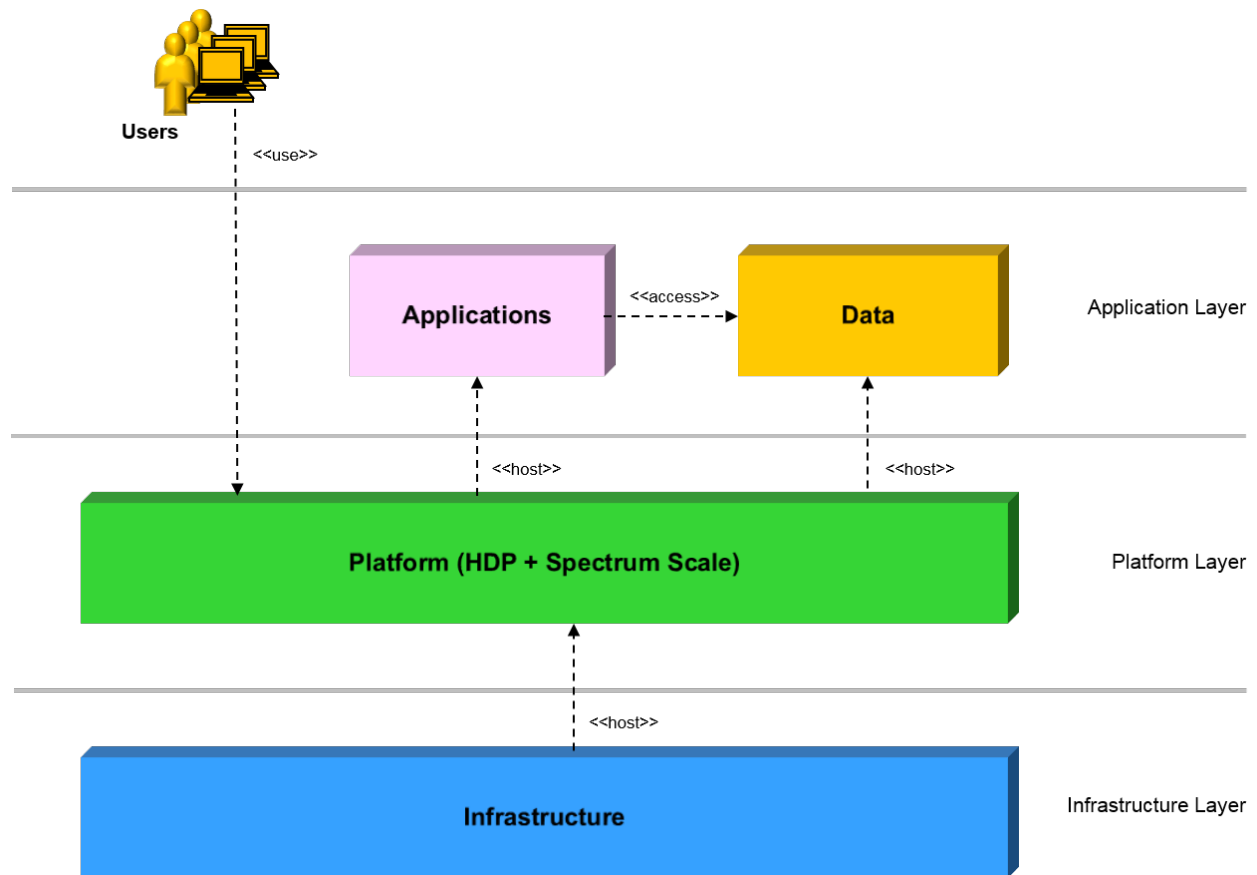 Users
<<use>>
Applications
<<access>>
Data
Application Layer
<<host>>
<<host>>
Platform (HDP + Spectrum Scale)
Platform Layer
<<host>>
Infrastructure
Infrastructure Layer